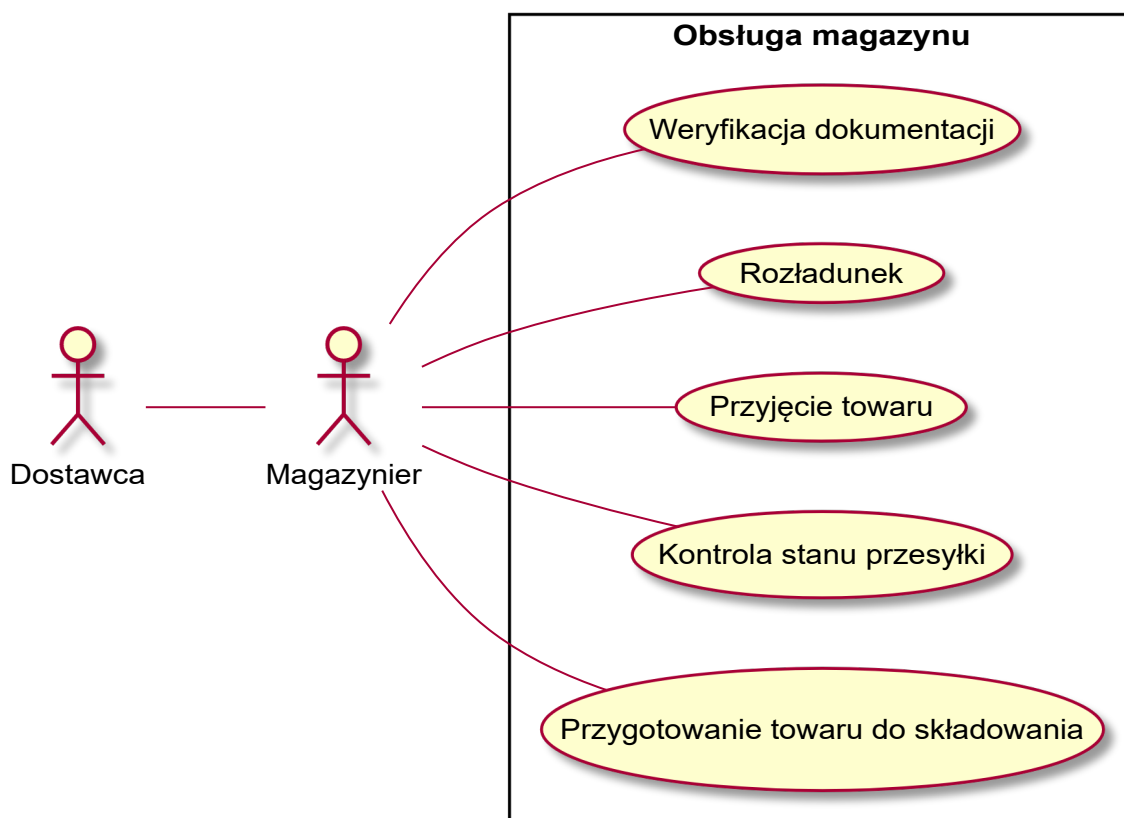 Obsługa magazynu
Weryfikacja dokumentacji
Rozładunek
Przyjęcie towaru
Dostawca
Magazynier
Kontrola stanu przesyłki
Przygotowanie towaru do składowania